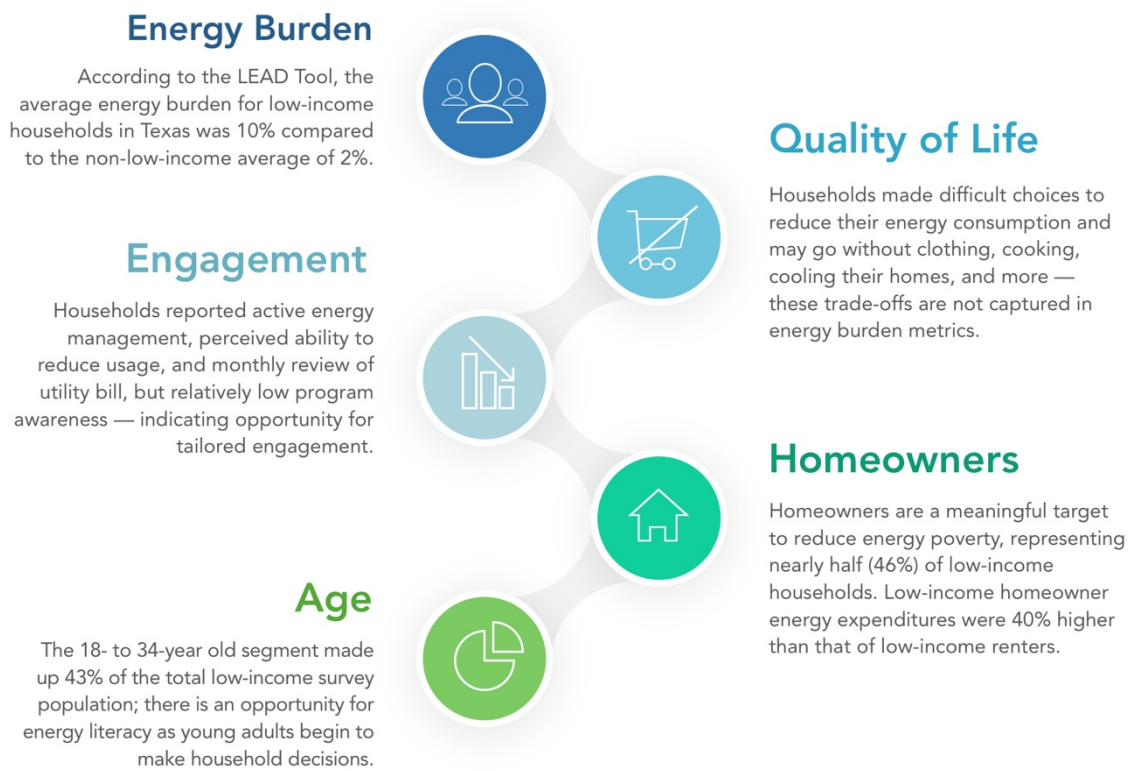 Energy Burden
According to the LEAD Tool, the
average energy burden for low-income
households in Texas was 10% compared
to the non-low-income average of 2%.
Quality of Life
Households made difficult choices to
reduce their energy consumption and
may go without clothing, cooking,
cooling their homes, and more —
these trade-offs are not captured in
energy burden metrics.
Engagement
Households reported active energy
management, perceived ability to
reduce usage, and monthly review of
utility bill, but relatively low program
awareness — indicating opportunity for
tailored engagement.
Homeowners
Homeowners are a meaningful target
to reduce energy poverty, representing
nearly half (46%) of low-income
households. Low-income homeowner
energy expenditures were 40% higher
than that of low-income renters.
Age
The 18- to 34-year old segment made
up 43% of the total low-income survey
population; there is an opportunity for
energy literacy as young adults begin to
make household decisions.